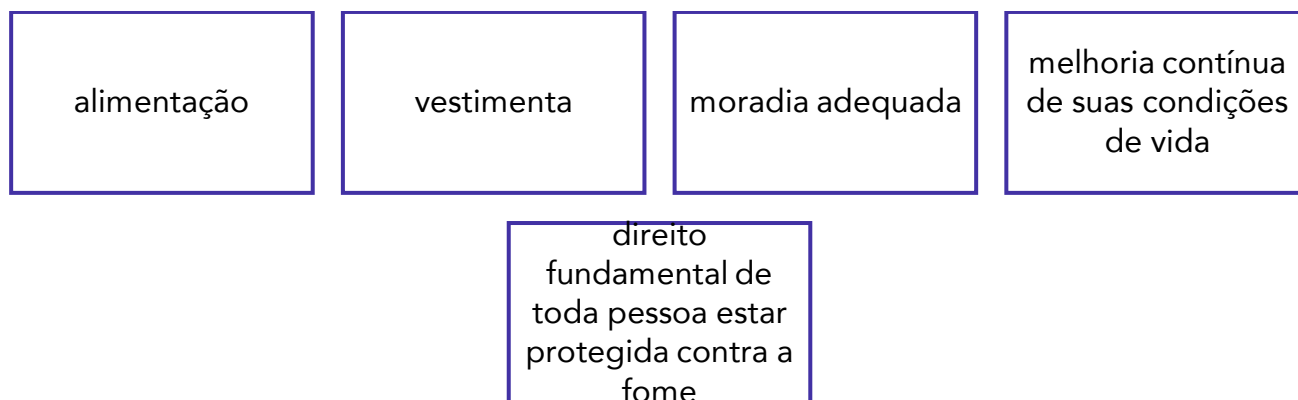 alimentação
vestimenta
moradia adequada
melhoria contínua
de suas condições
de vida
direito
fundamental de
toda pessoa estar
protegida contra a
fome